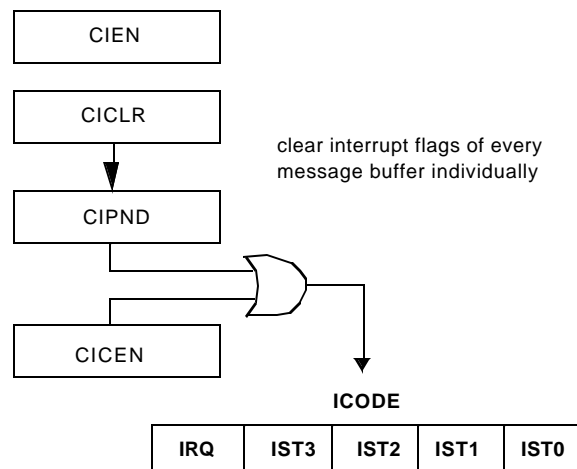 CIEN
CICLR
clear interrupt flags of every
message buffer individually
CIPND
CICEN
ICODE
IRQ IST3 IST2 IST1 IST0